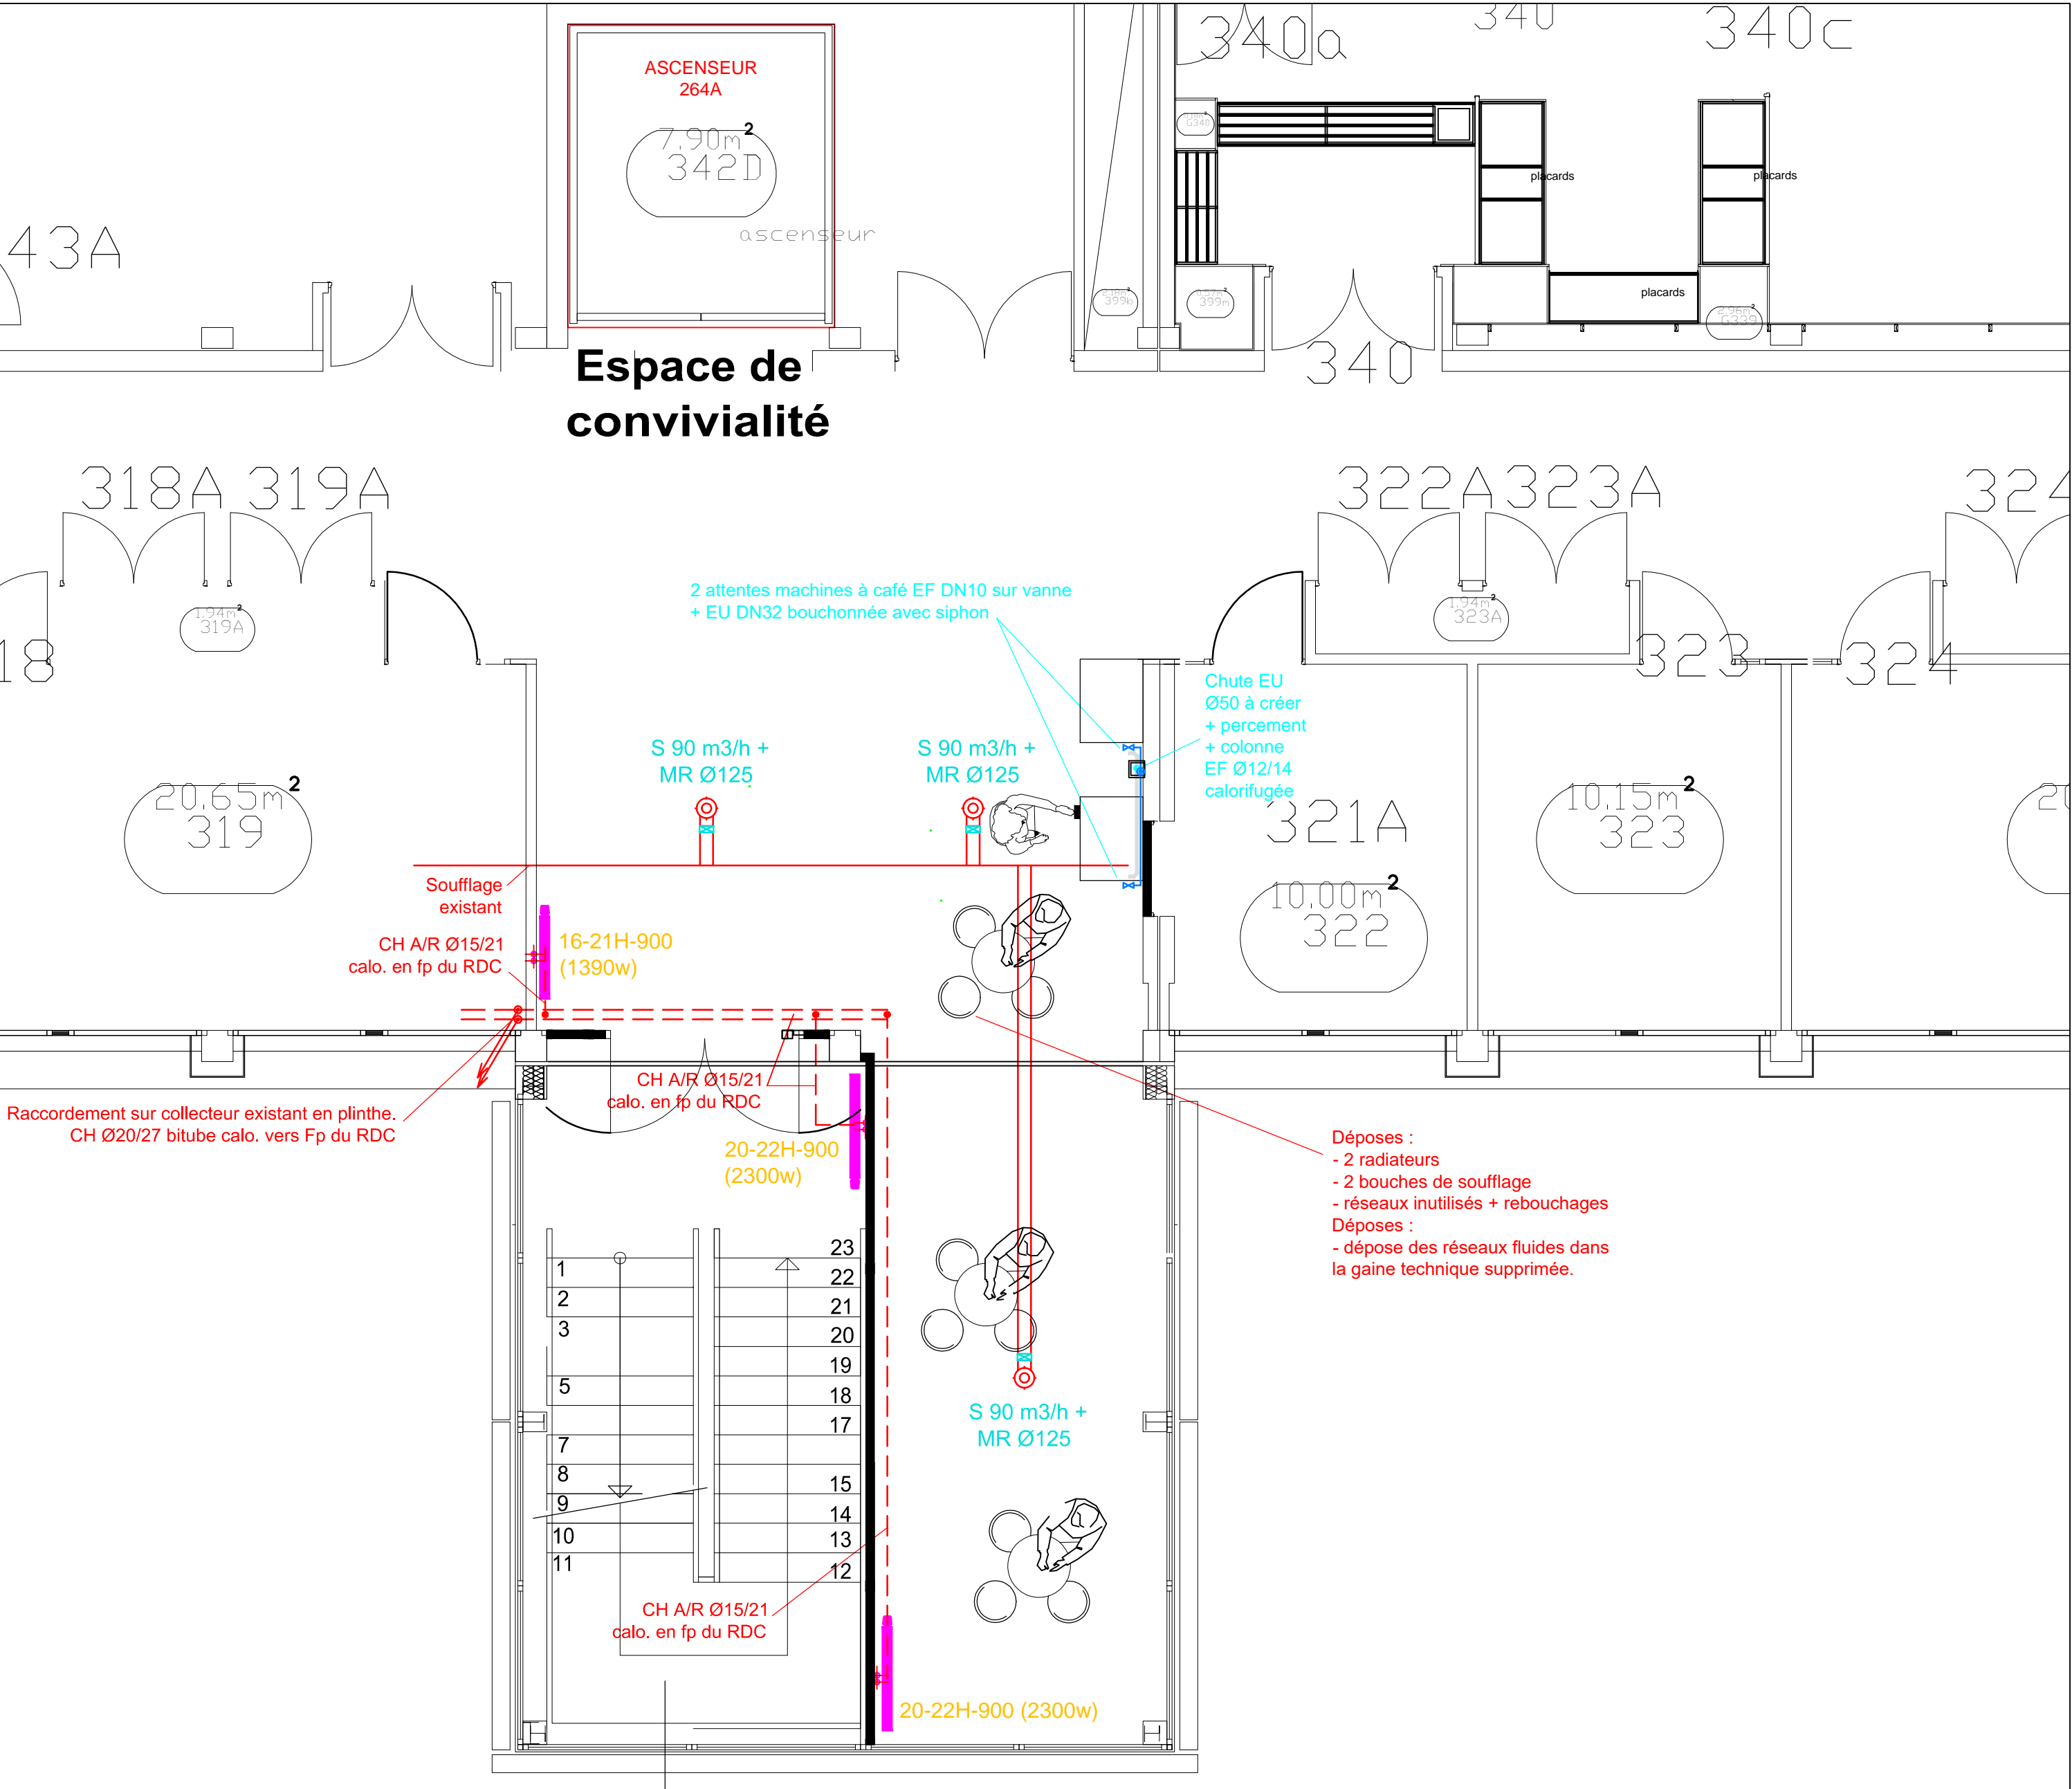 340a
340
340c
ASCENSEUR
264A
7.90m²
342D
ascenseur
G340
placards
placards
placards
43A
399b
399m
2.96m²
G339
340
Espace de
convivialité
318A
319A
322A
323A
324
1.94m²
319A
1.94m²
323A
18
323
324
2 attentes machines à café EF DN10 sur vanne
+ EU DN32 bouchonnée avec siphon
Chute EU
Ø50 à créer
+ percement
+ colonne
EF Ø12/14
calorifugée
S 90 m3/h +
MR Ø125
S 90 m3/h +
MR Ø125
20.65m²
319
321A
10.15m²
323
20
10.00m²
322
Soufflage
existant
CH A/R Ø15/21
calo. en fp du RDC
16-21H-900
(1390w)
CH A/R Ø15/21
calo. en fp du RDC
Raccordement sur collecteur existant en plinthe.
CH Ø20/27 bitube calo. vers Fp du RDC
20-22H-900
(2300w)
Déposes :
- 2 radiateurs
- 2 bouches de soufflage
- réseaux inutilisés + rebouchages
Déposes :
- dépose des réseaux fluides dans
la gaine technique supprimée.
23
1
22
2
21
3
20
19
5
18
17
7
8
15
9
14
10
13
11
12
S 90 m3/h +
MR Ø125
CH A/R Ø15/21
calo. en fp du RDC
20-22H-900 (2300w)